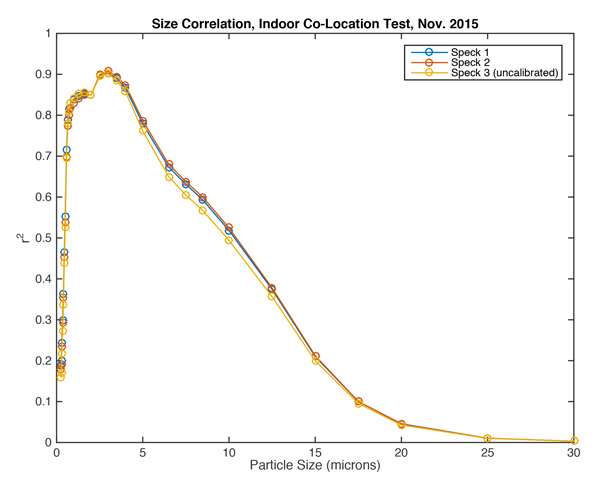 Size Correlation, Indoor Co-Location Test, Nov. 2015
1
0.9
0.8
0.7
0.6
0.5
0.4
0.3
0.2
0.1
0
r²
Speck 1
Speck 2
Speck 3 (uncalibrated)
0 5 10 15 20 25 30
Particle Size (microns)